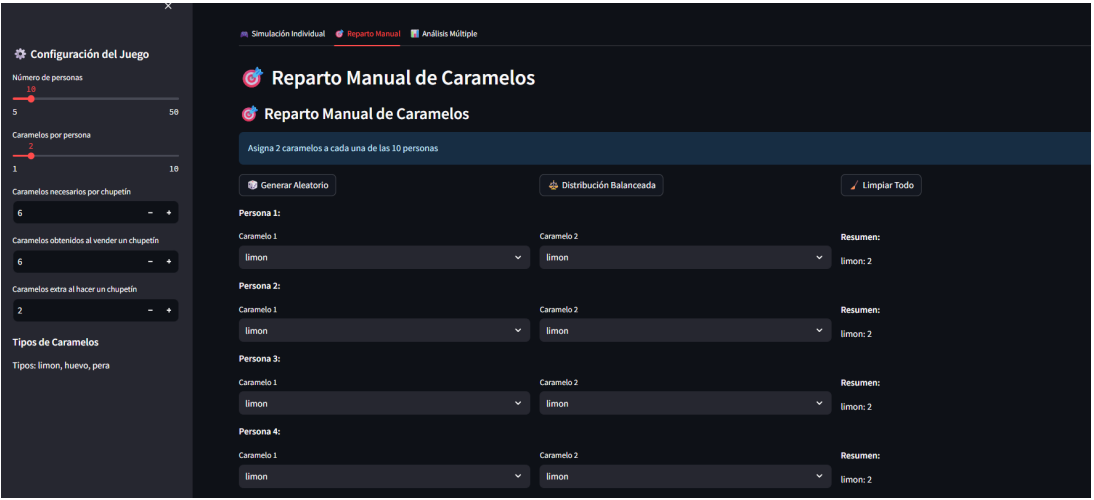 ×
Configuración del Juego
Número de personas
10
5 50
Caramelos por persona
2
1 10
Caramelos necesarios por chupetín
6 - +
Caramelos obtenidos al vender un chupetín
6 - +
Caramelos extra al hacer un chupetín
2 - +
Tipos de Caramelos
Tipos: limon, huevo, pera
Simulación Individual Reparto Manual Análisis Múltiple
Reparto Manual de Caramelos
Reparto Manual de Caramelos
Asigna 2 caramelos a cada una de las 10 personas
Generar Aleatorio Distribución Balanceada Limpiar Todo
Persona 1:
Caramelo 1 Caramelo 2 Resumen:
limon limon limon: 2
Persona 2:
Caramelo 1 Caramelo 2 Resumen:
limon limon limon: 2
Persona 3:
Caramelo 1 Caramelo 2 Resumen:
limon limon limon: 2
Persona 4:
Caramelo 1 Caramelo 2 Resumen:
limon limon limon: 2